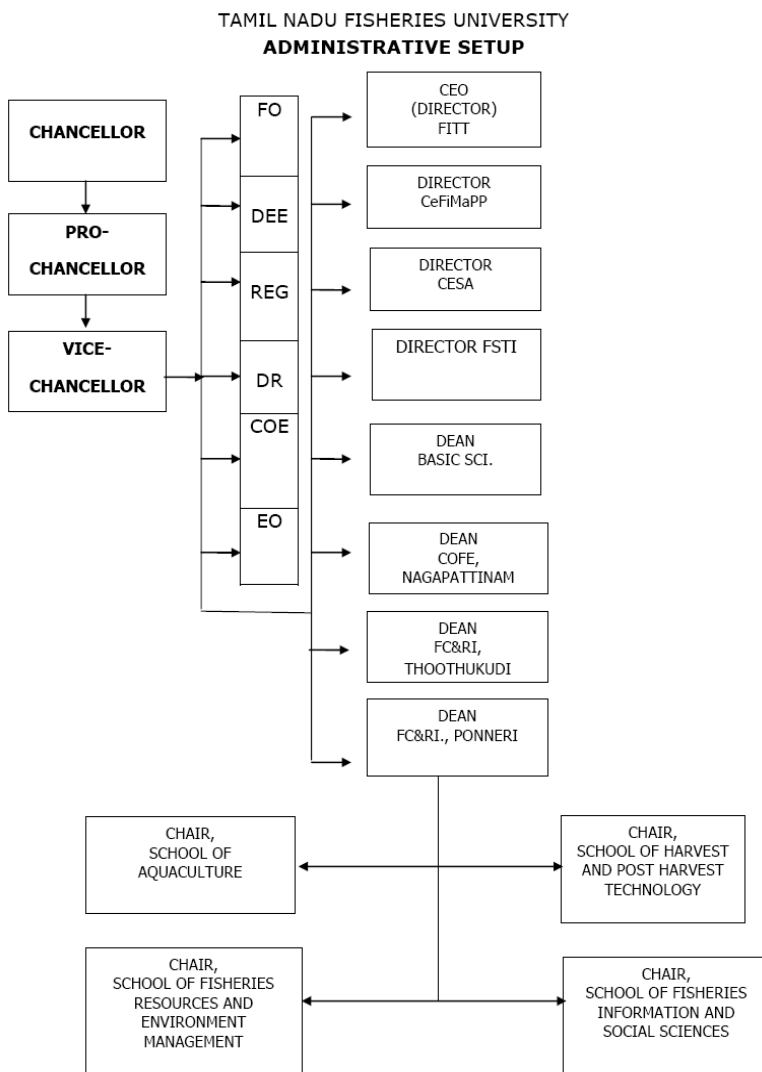 TAMIL NADU FISHERIES UNIVERSITY
ADMINISTRATIVE SETUP
CHANCELLOR
PRO-
CHANCELLOR
VICE-
CHANCELLOR
FO
DEE
REG
DR
COE
EO
CEO
(DIRECTOR)
FITT
DIRECTOR
CeFiMaPP
DIRECTOR
CESA
DIRECTOR FSTI
DEAN
BASIC SCI.
DEAN
COFE,
NAGAPATTINAM
DEAN
FC&RI,
THOOTHUKUDI
DEAN
FC&RI., PONNERI
CHAIR,
SCHOOL OF
AQUACULTURE
CHAIR,
SCHOOL OF HARVEST
AND POST HARVEST
TECHNOLOGY
CHAIR,
SCHOOL OF FISHERIES
RESOURCES AND
ENVIRONMENT
MANAGEMENT
CHAIR,
SCHOOL OF FISHERIES
INFORMATION AND
SOCIAL SCIENCES